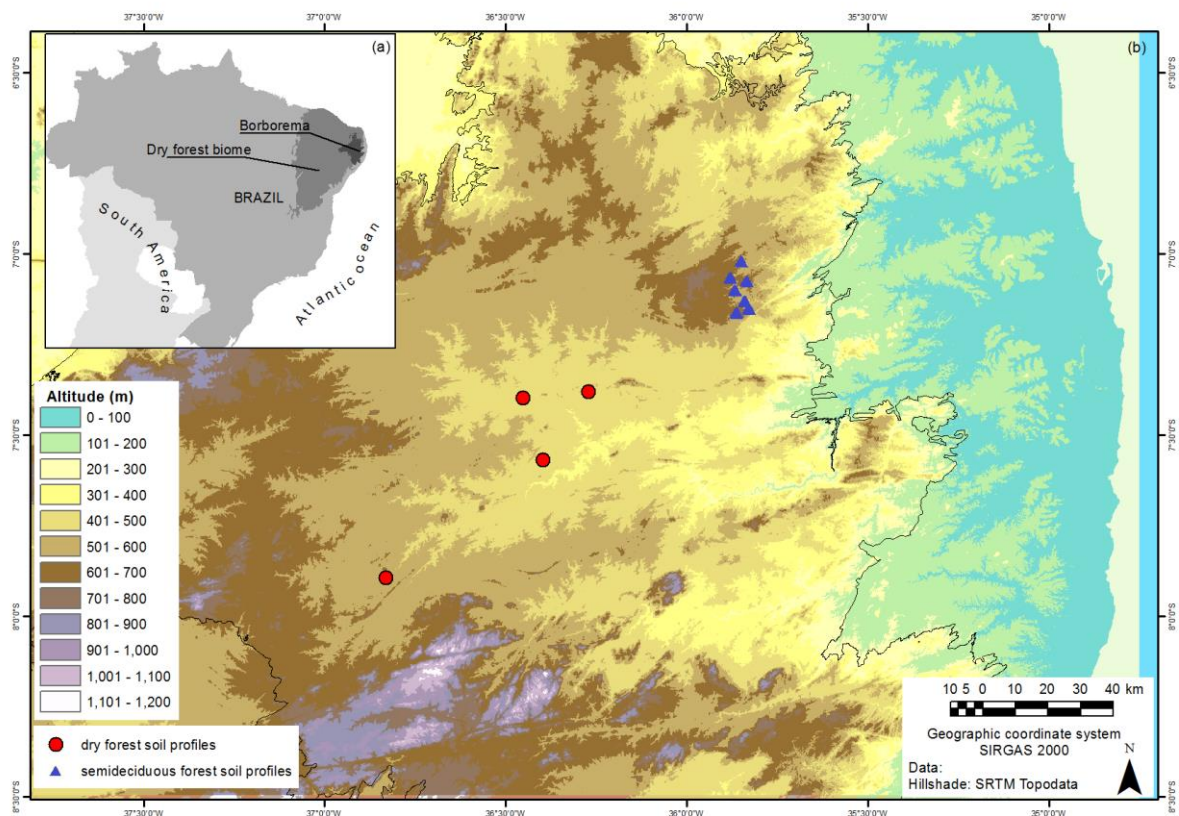 37°30'0"W 37°0'0"W 36°30'0"W 36°0'0"W 35°30'0"W 35°0'0"W
(a)
(b)
6°30'0"S
6°30'0"S
Borborema
Dry forest biome
BRAZIL
South America
Atlantic ocean
7°0'0"S
7°0'0"S
Altitude (m)
0 - 100
101 - 200
201 - 300
301 - 400
401 - 500
501 - 600
601 - 700
701 - 800
801 - 900
901 - 1,000
1,001 - 1,100
1,101 - 1,200
7°30'0"S
7°30'0"S
8°0'0"S
8°0'0"S
dry forest soil profiles
semideciduous forest soil profiles
10 5 0 10 20 30 40 km
Geographic coordinate system
SIRGAS 2000
N
Data:
Hillshade: SRTM Topodata
8°30'0"S
8°30'0"S
37°30'0"W 37°0'0"W 36°30'0"W 36°0'0"W 35°30'0"W 35°0'0"W